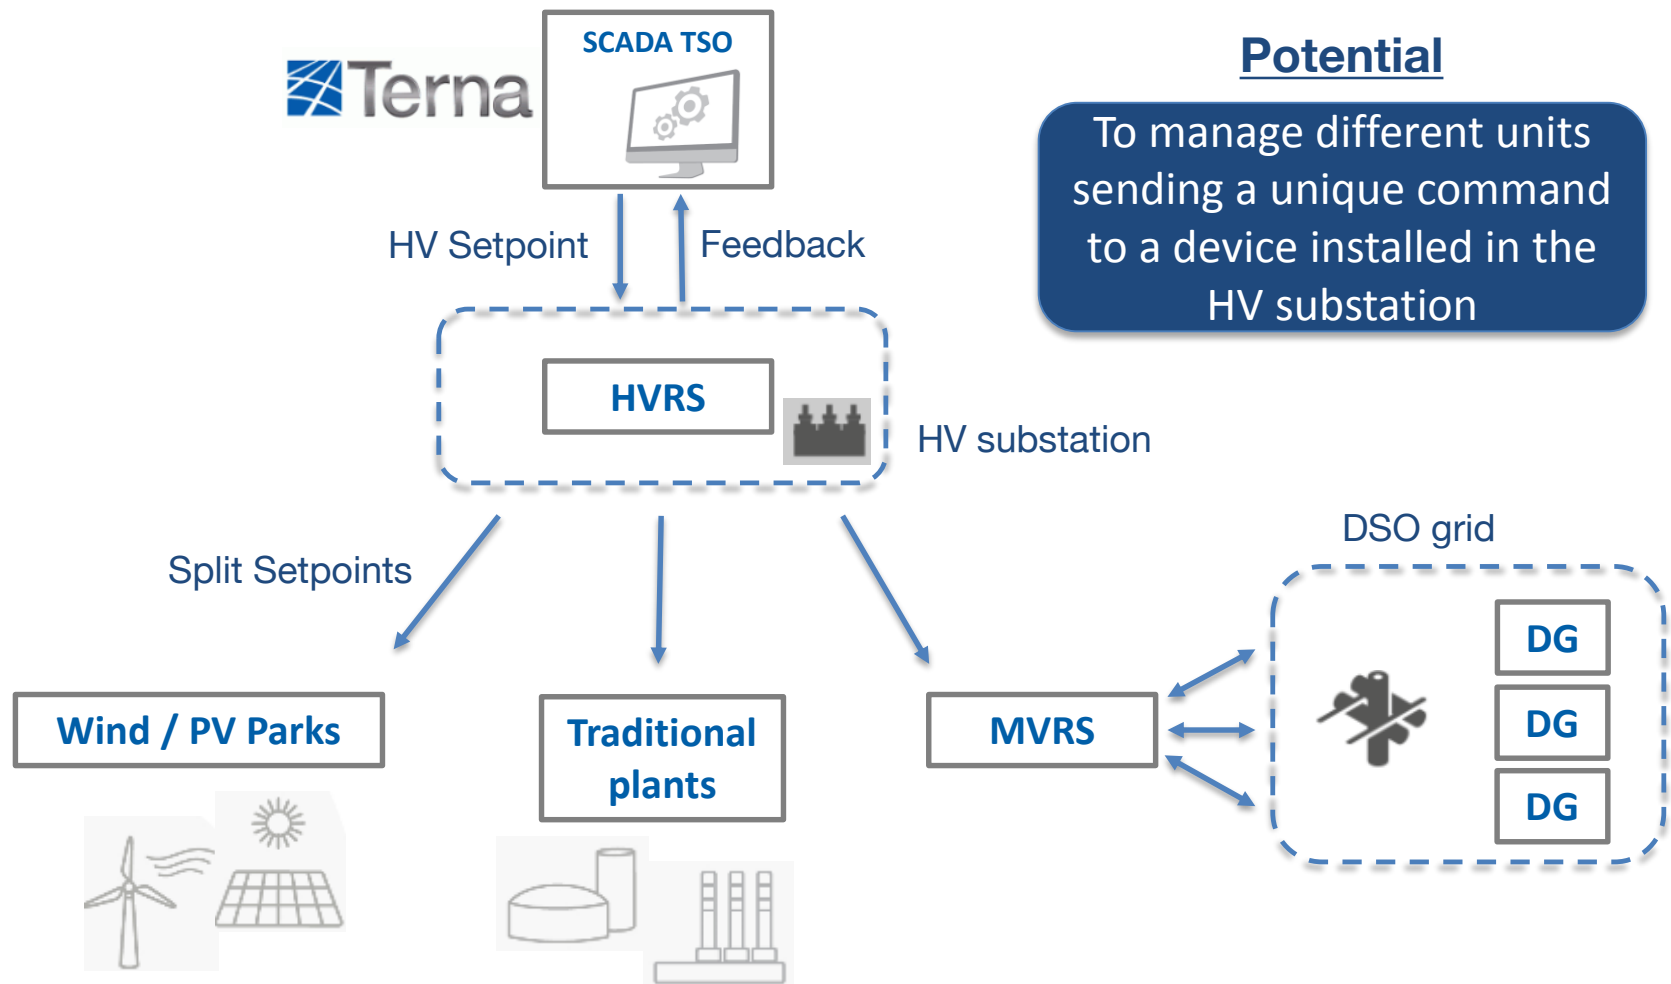 Terna
SCADA TSO
Potential
To manage different units
sending a unique command
to a device installed in the
HV substation
HV Setpoint
Feedback
HVRS
HV substation
Split Setpoints
DSO grid
Wind / PV Parks
Traditional
plants
MVRS
DG
DG
DG